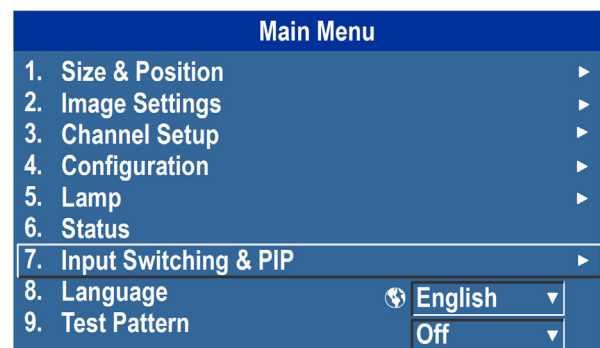 Main Menu
1. Size & Position
2. Image Settings
3. Channel Setup
4. Configuration
5. Lamp
6. Status
7. Input Switching & PIP
8. Language English
9. Test Pattern Off